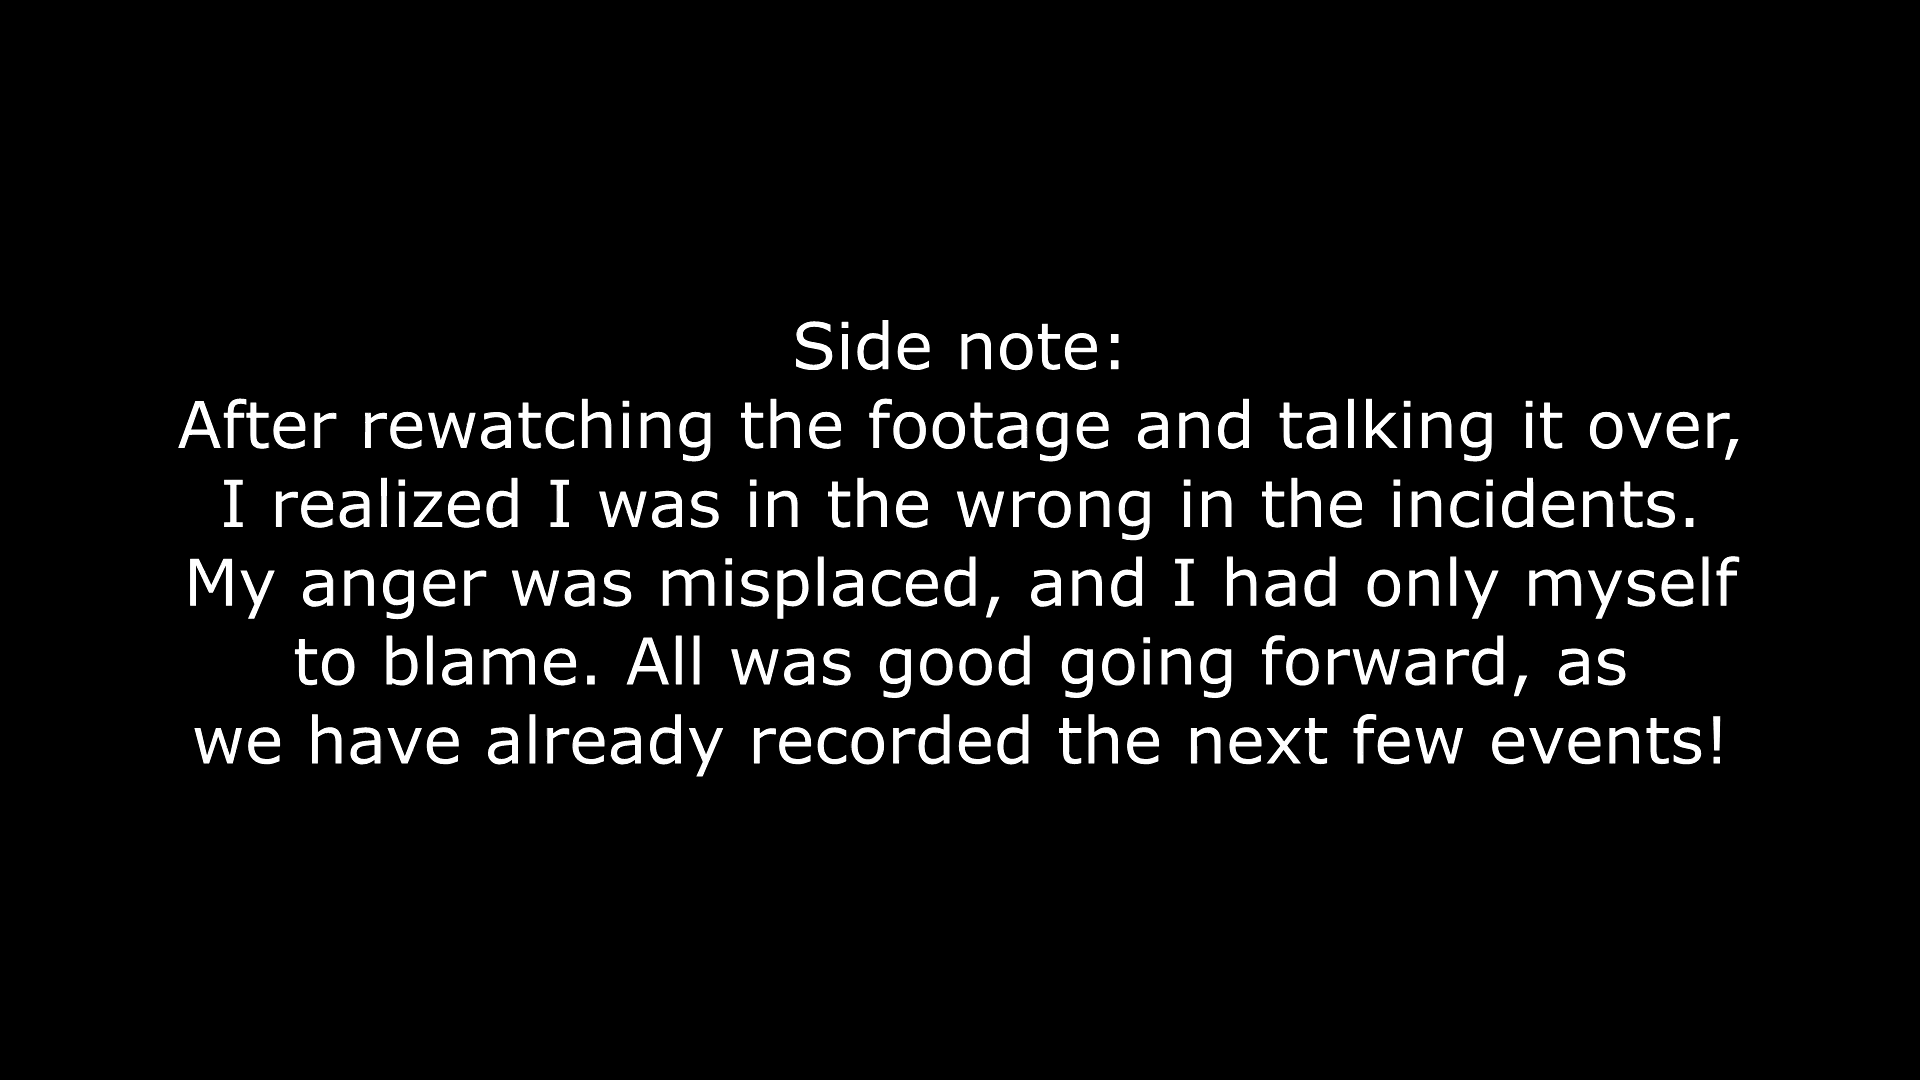 Side note:
After rewatching the footage and talking it over,
I realized I was in the wrong in the incidents.
My anger was misplaced, and I had only myself
to blame. All was good going forward, as
we have already recorded the next few events!